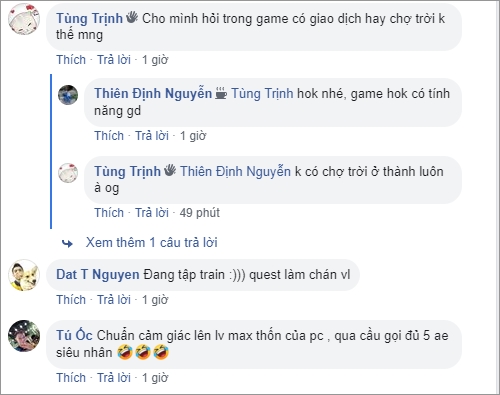 Tùng Trịnh Cho mình hỏi trong game có giao dịch hay chợ trời k
thế mng
Thích · Trả lời · 1 giờ
Thiên Định Nguyễn Tùng Trịnh hok nhé, game hok có tính
năng gd
Thích · Trả lời · 1 giờ
Tùng Trịnh Thiên Định Nguyễn k có chợ trời ở thành luôn
à og
Thích · Trả lời · 49 phút
Xem thêm 1 câu trả lời
Dat T Nguyen Đang tập train :))) quest làm chán vl
Thích · Trả lời · 1 giờ
Tú Ốc Chuẩn cảm giác lên lv max thốn của pc , qua cầu gọi đủ 5 ae
siêu nhân 🤣🤣🤣
Thích · Trả lời · 1 giờ